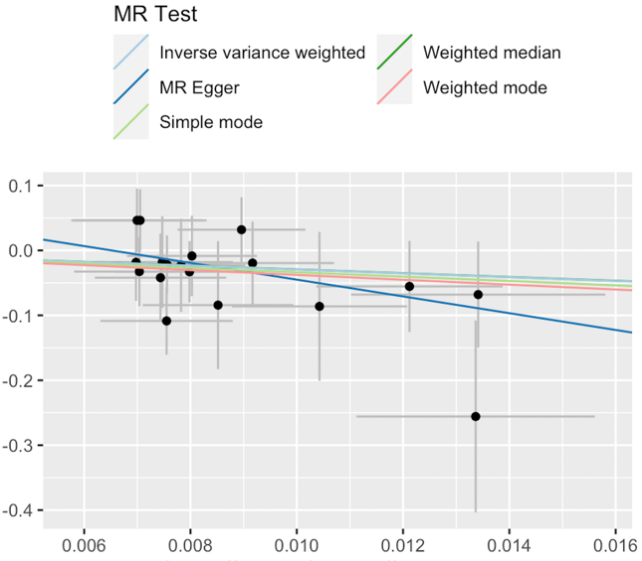 MR Test
Inverse variance weighted
Weighted median
MR Egger
Weighted mode
Simple mode
0.1
0.0
-0.1
-0.2
-0.3
-0.4
0.006 0.008 0.010 0.012 0.014 0.016